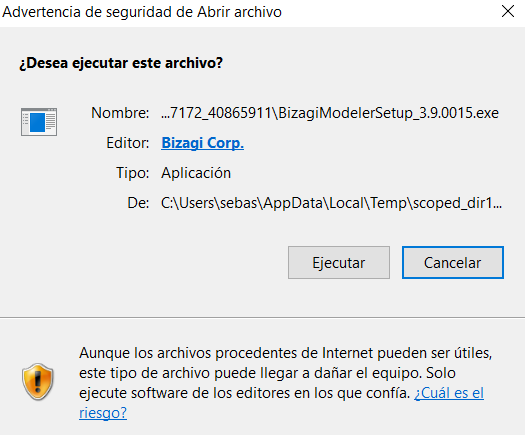 Advertencia de seguridad de Abrir archivo
¿Desea ejecutar este archivo?
Nombre: ...7172_40865911\BizagiModelerSetup_3.9.0015.exe
Editor: Bizagi Corp.
Tipo: Aplicación
De: C:\Users\sebas\AppData\Local\Temp\scoped_dir1...
Ejecutar Cancelar
Aunque los archivos procedentes de Internet pueden ser útiles,
este tipo de archivo puede llegar a dañar el equipo. Solo
ejecute software de los editores en los que confía. ¿Cuál es el
riesgo?